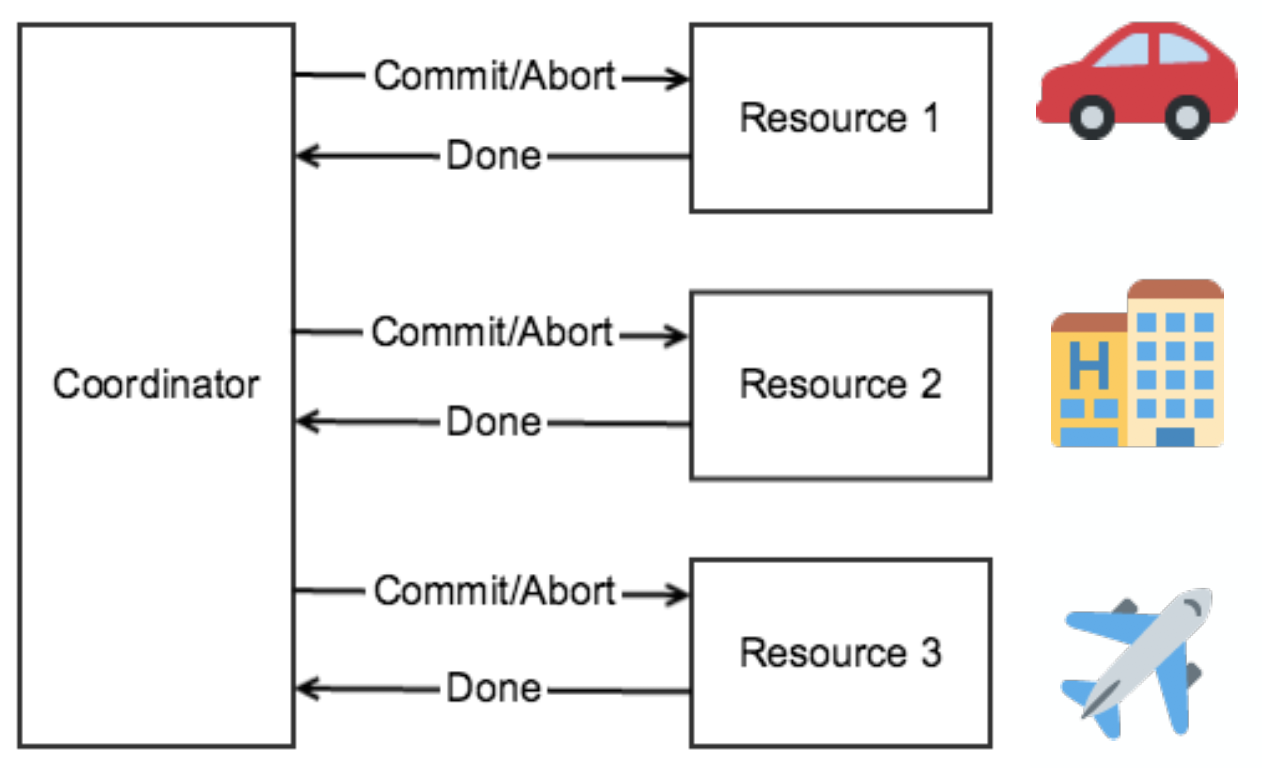 Commit/Abort
Resource 1
Done
Commit/Abort
Coordinator
Resource 2
H
Done
Commit/Abort
Resource 3
Done